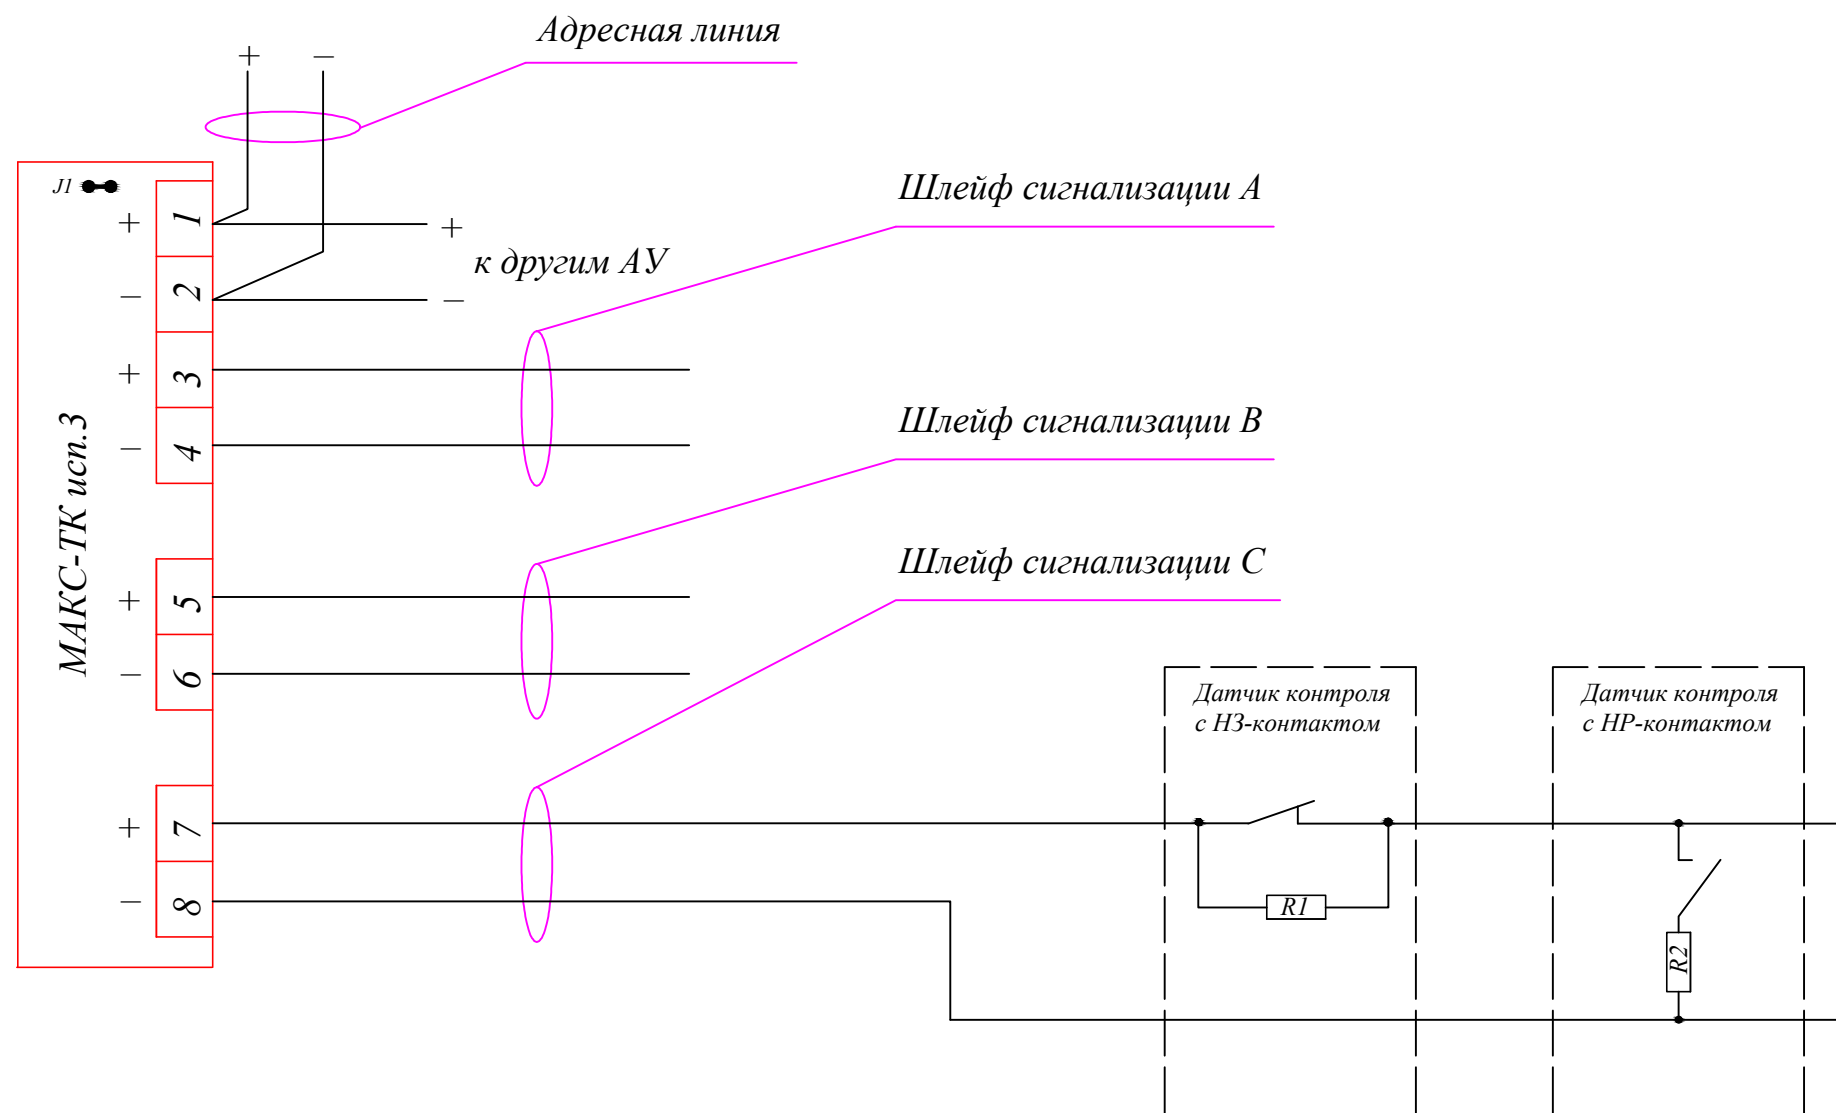 Адресная линия
+ −
Шлейф сигнализации А
J1
+ 1 +
к другим АУ
− 2 −
+ 3
МАКС-ТК исп.3
Шлейф сигнализации В
− 4
Шлейф сигнализации С
+ 5
− 6
Датчик контроля
с НЗ-контактом
Датчик контроля
с НР-контактом
+ 7
− 8
R1
R2